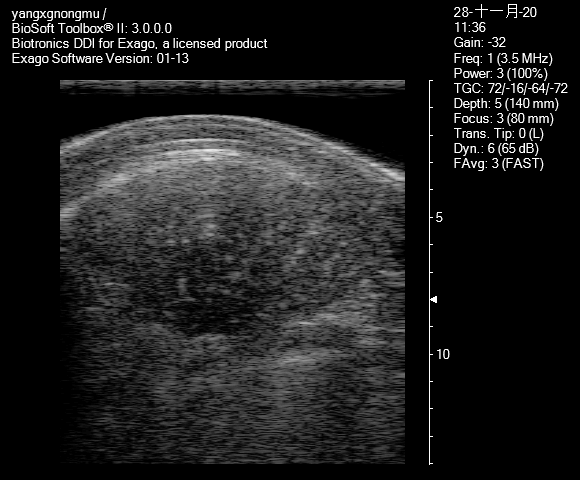 yangxgnongmu /
BioSoft Toolbox® II: 3.0.0.0
Biotronics DDI for Exago, a licensed product
Exago Software Version: 01-13
28-十一月-20
11:36
Gain: -32
Freq: 1 (3.5 MHz)
Power: 3 (100%)
TGC: 72/-16/-64/-72
Depth: 5 (140 mm)
Focus: 3 (80 mm)
Trans. Tip: 0 (L)
Dyn.: 6 (65 dB)
FAvg: 3 (FAST)
5
10